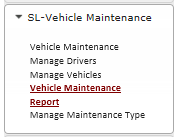 SL-Vehicle Maintenance
Vehicle Maintenance
Manage Drivers
Manage Vehicles
Vehicle Maintenance
Report
Manage Maintenance Type